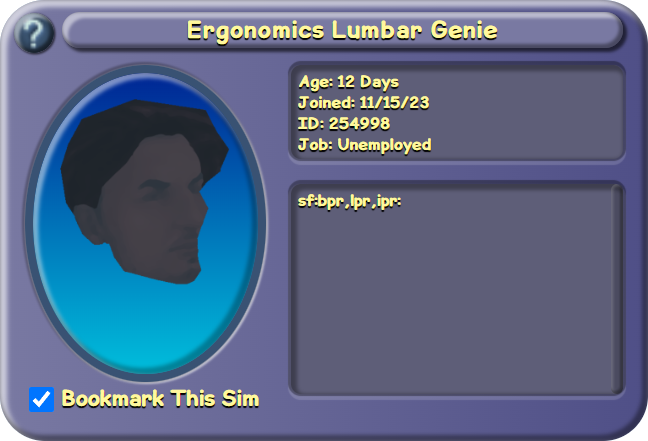 ?
Ergonomics Lumbar Genie
Age: 12 Days
Joined: 11/15/23
ID: 254998
Job: Unemployed
sf:bpr,lpr,ipr:
Bookmark This Sim